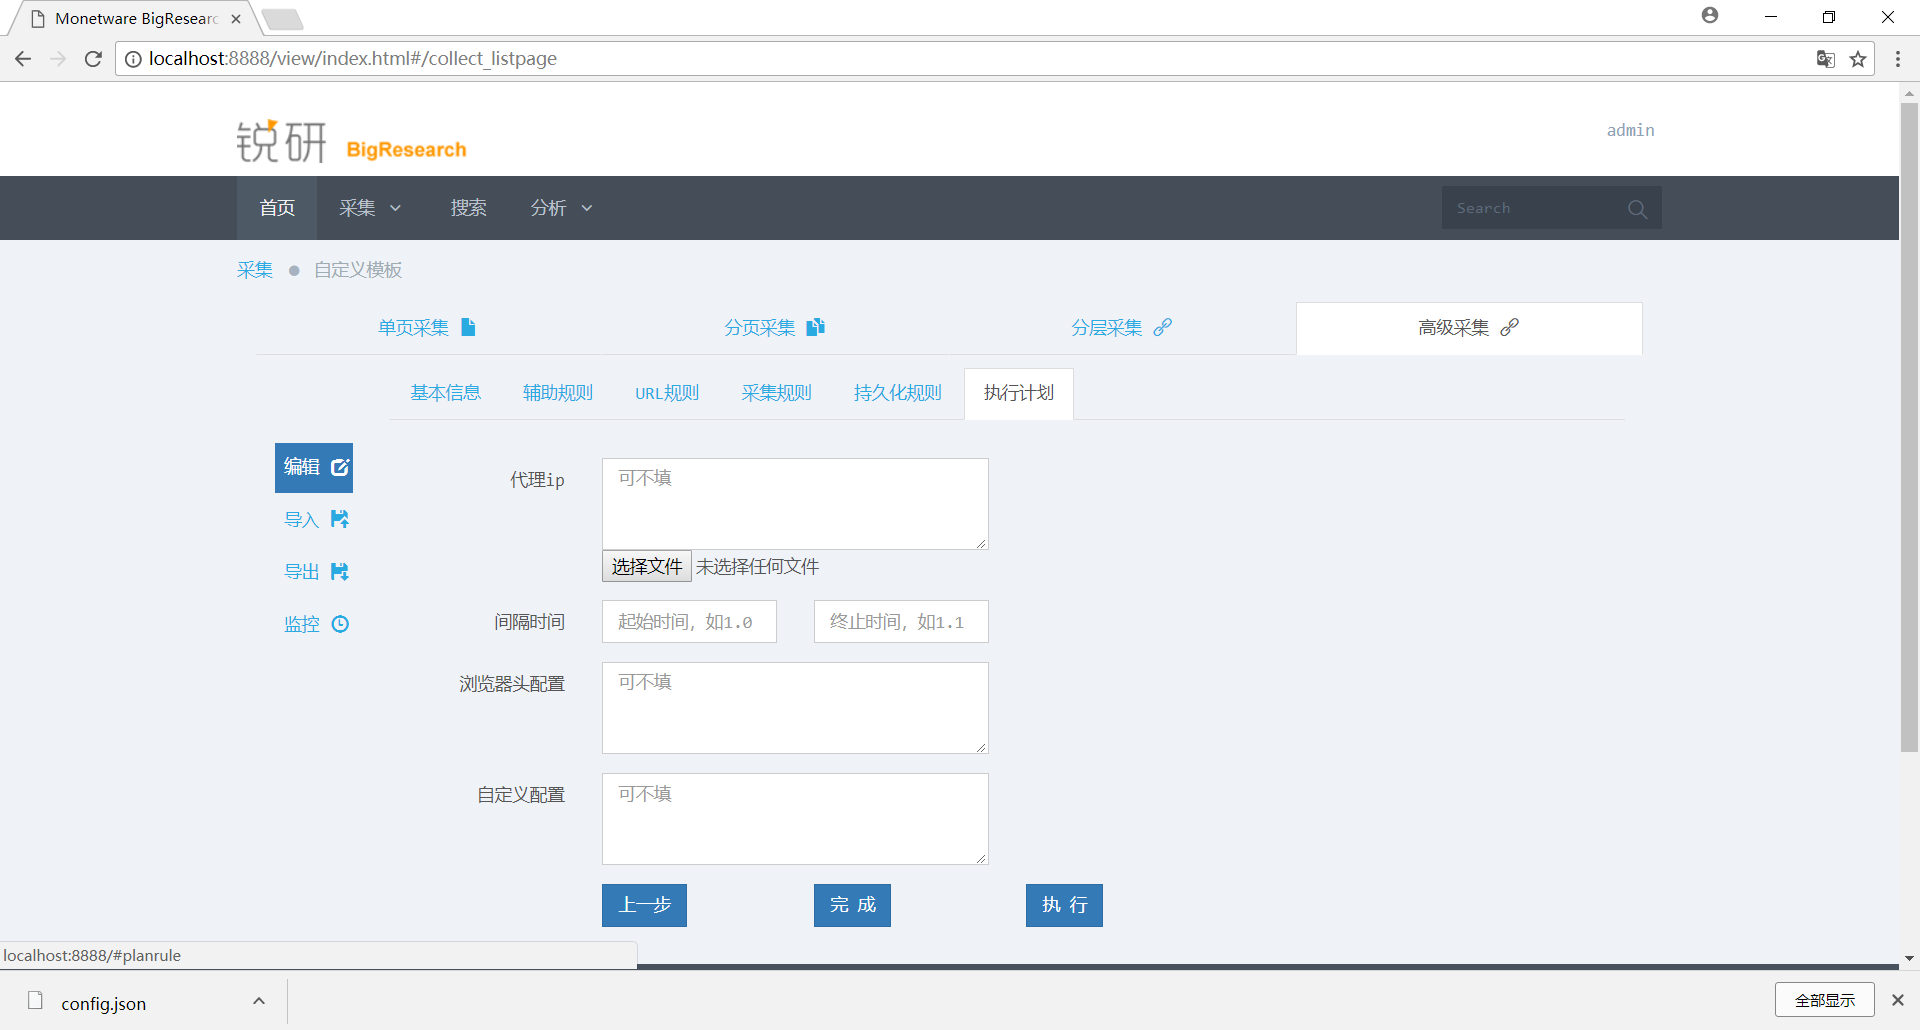 Monetware BigResearc
localhost:8888/view/index.html#/collect_listpage
锐研 BigResearch
admin
首页 采集 搜索 分析 Search
采集 自定义模板
单页采集 分页采集 分层采集 高级采集
基本信息 辅助规则 URL规则 采集规则 持久化规则 执行计划
编辑
导入
导出
监控
代理ip 可不填
选择文件 未选择任何文件
间隔时间 起始时间，如1.0 终止时间，如1.1
浏览器头配置 可不填
自定义配置 可不填
上一步 完 成 执 行
localhost:8888/#planrule
config.json 全部显示